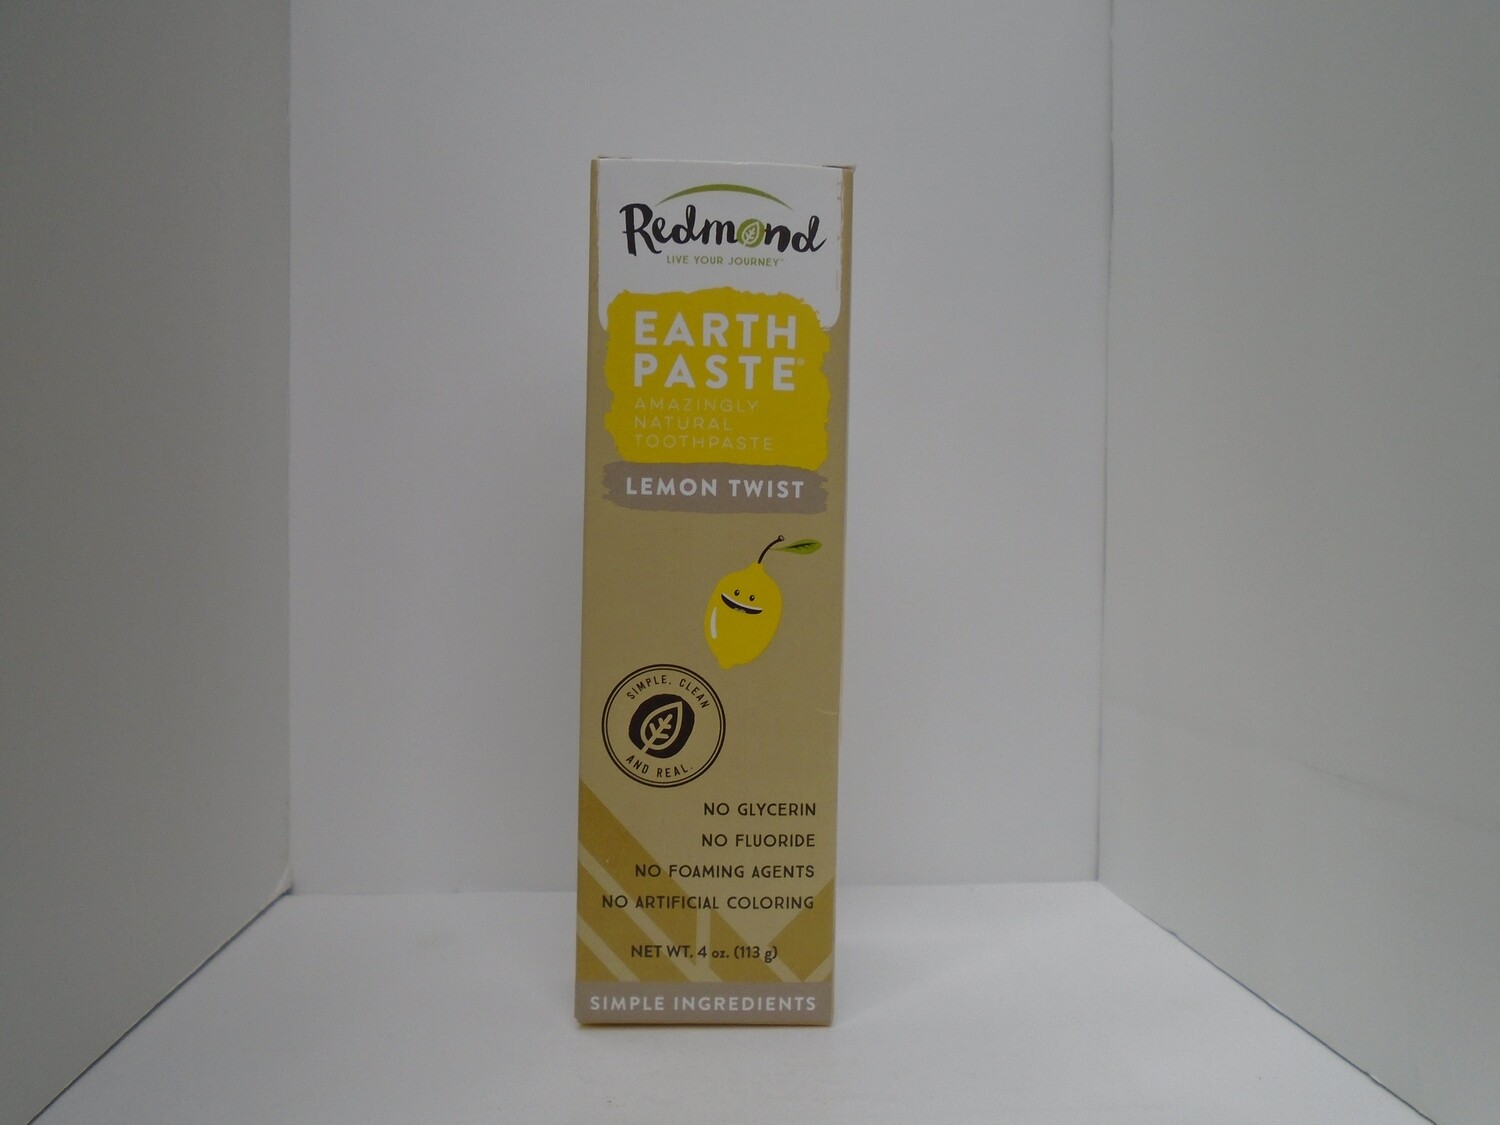 Redmond
LIVE YOUR JOURNEY™
EARTH
PASTE®
AMAZINGLY
NATURAL
TOOTHPASTE
LEMON TWIST
SIMPLE. CLEAN
AND REAL.
NO GLYCERIN
NO FLUORIDE
NO FOAMING AGENTS
NO ARTIFICIAL COLORING
NET WT. 4 oz. (113 g)
SIMPLE INGREDIENTS